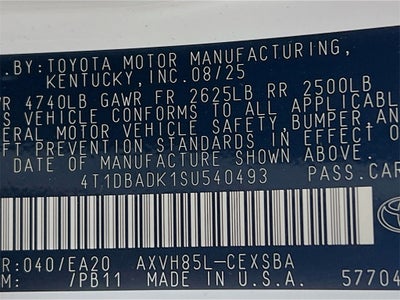 .BY: TOYOTA MOTOR MANUFACTURING,
KENTUCKY, INC. 08/25
R 4740LB GAWR FR 2625LB RR 2500LB
S VEHICLE CONFORMS TO ALL APPLICABL
ERAL MOTOR VEHICLE SAFETY, BUMPER AN
FT PREVENTION STANDARDS IN EFFECT O
DATE OF MANUFACTURE SHOWN ABOVE.
4T1DBADK1SU540493 PASS.CAR
R:040/EA20 AXVH85L-CEXSBA
M: /PB11 MADE IN U.S.A. 57704